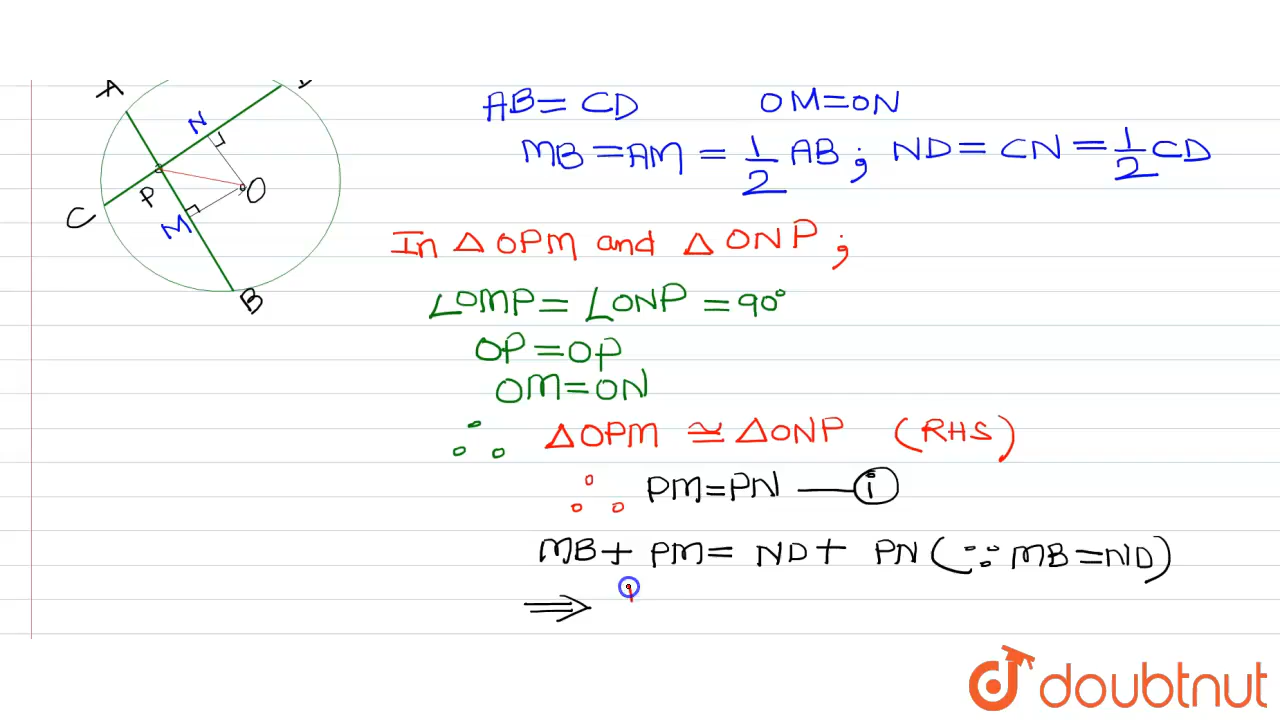 A
N
P
O
C
M
B
AB = CD OM = ON
MB = AM = 1/2 AB ; ND = CN = 1/2 CD
In △ OPM and △ ONP ;
∠OMP = ∠ONP = 90°
OP = OP
OM = ON
∴ △OPM ≅ △ONP (RHS)
∴ PM = PN — (i)
MB + PM = ND + PN (∵ MB = ND)
⇒
doubtnut